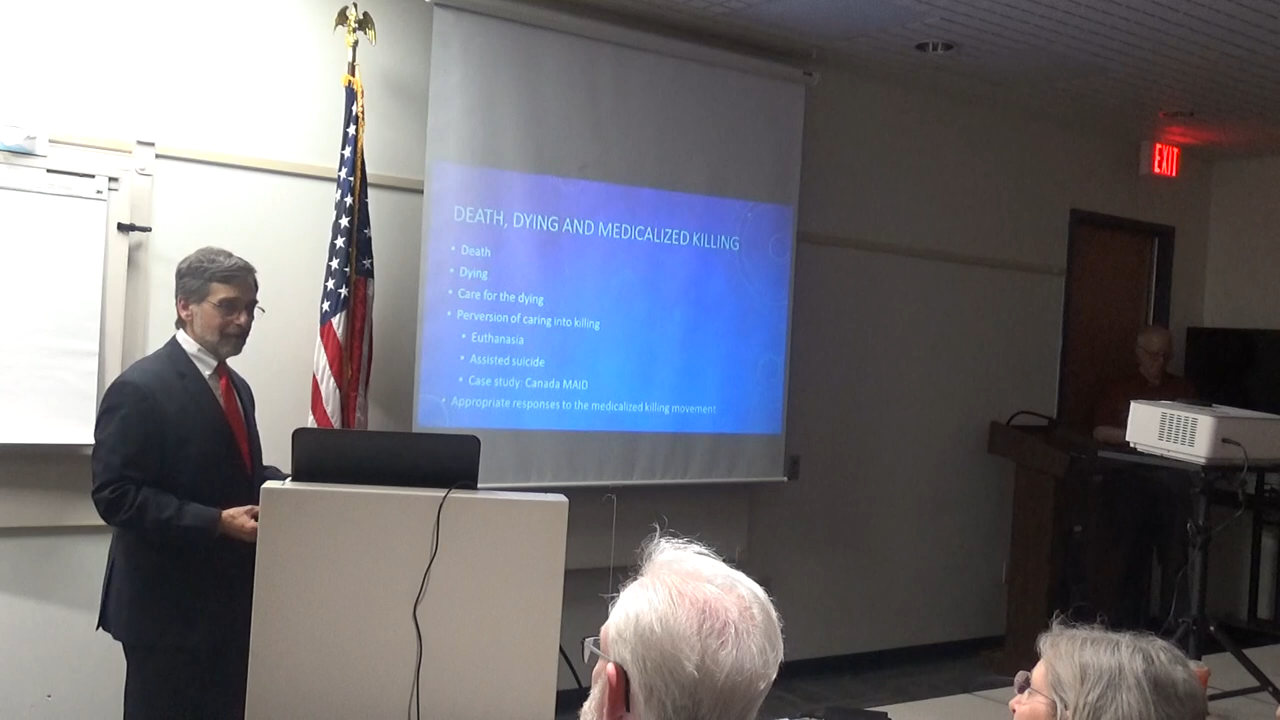 DEATH, DYING AND MEDICALIZED KILLING
• Death
• Dying
• Care for the dying
• Perversion of caring into killing
• Euthanasia
• Assisted suicide
• Case study: Canada MAID
• Appropriate responses to the medicalized killing movement
EXIT